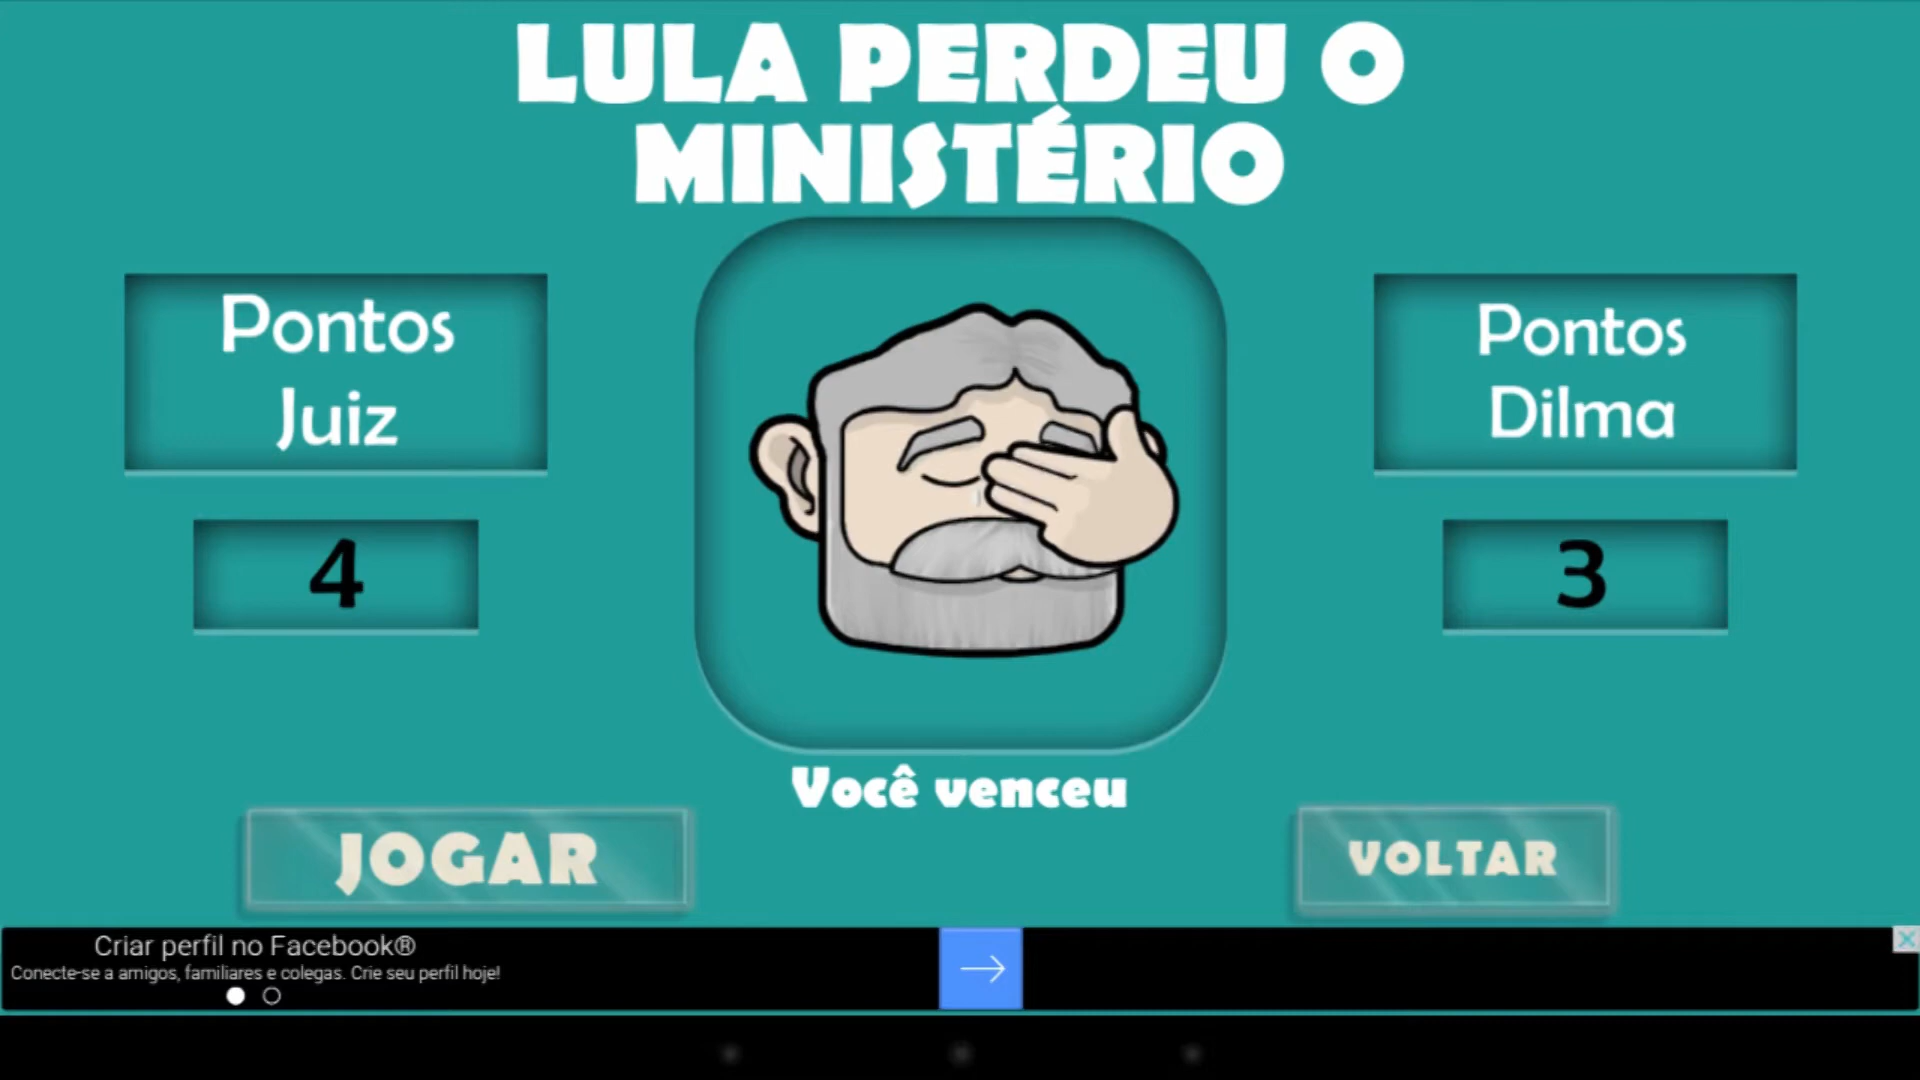 LULA PERDEU O
MINISTÉRIO
Pontos
Juiz
4
Pontos
Dilma
3
Você venceu
JOGAR
VOLTAR
Criar perfil no Facebook®
Conecte-se a amigos, familiares e colegas. Crie seu perfil hoje!